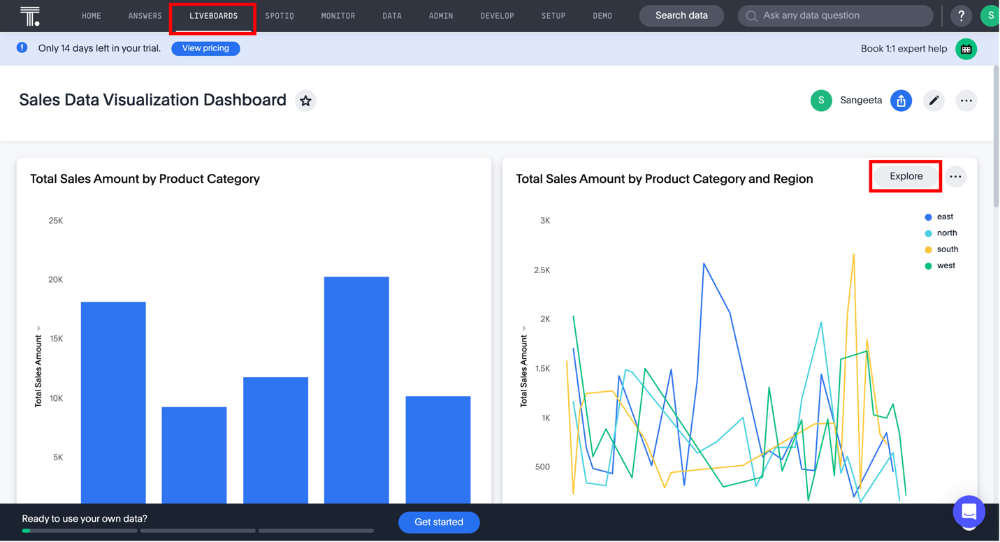 T.
HOME ANSWERS LIVEBOARDS SPOTIQ MONITOR DATA ADMIN DEVELOP SETUP DEMO Search data Ask any data question ? S
! Only 14 days left in your trial. View pricing Book 1:1 expert help
Sales Data Visualization Dashboard S Sangeeta
Total Sales Amount by Product Category
25K
20K
15K
10K
5K
Total Sales Amount
Total Sales Amount by Product Category and Region Explore
3K
2.5K
2K
1.5K
1K
500
Total Sales Amount
east
north
south
west
Ready to use your own data? Get started